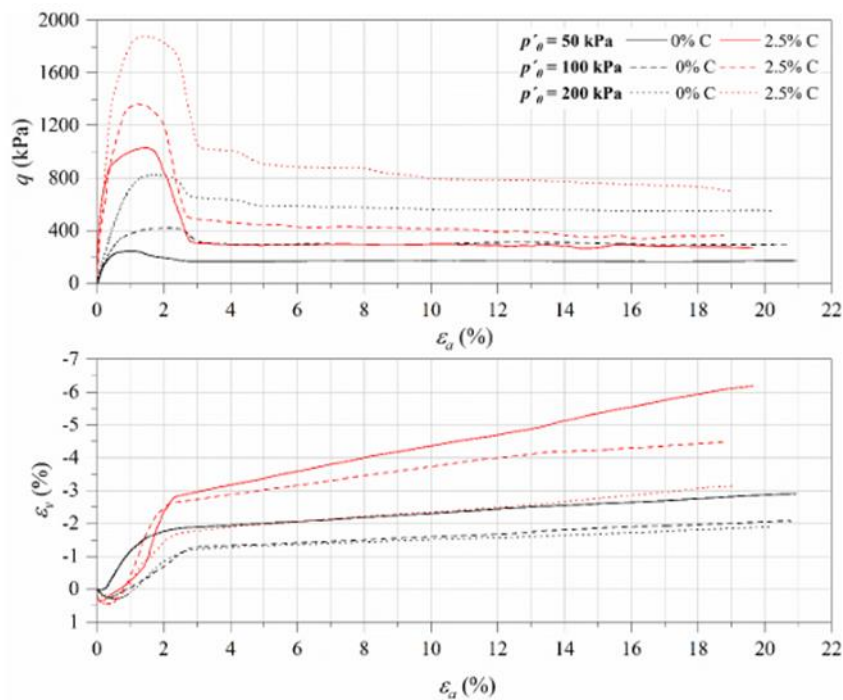 2000
1600
1200
800
400
0
q (kPa)
p´₀ = 50 kPa 0% C 2.5% C
p´₀ = 100 kPa 0% C 2.5% C
p´₀ = 200 kPa 0% C 2.5% C
0 2 4 6 8 10 12 14 16 18 20 22
εₐ (%)
-7
-6
-5
-4
-3
-2
-1
0
1
εᵥ (%)
0 2 4 6 8 10 12 14 16 18 20 22
εₐ (%)